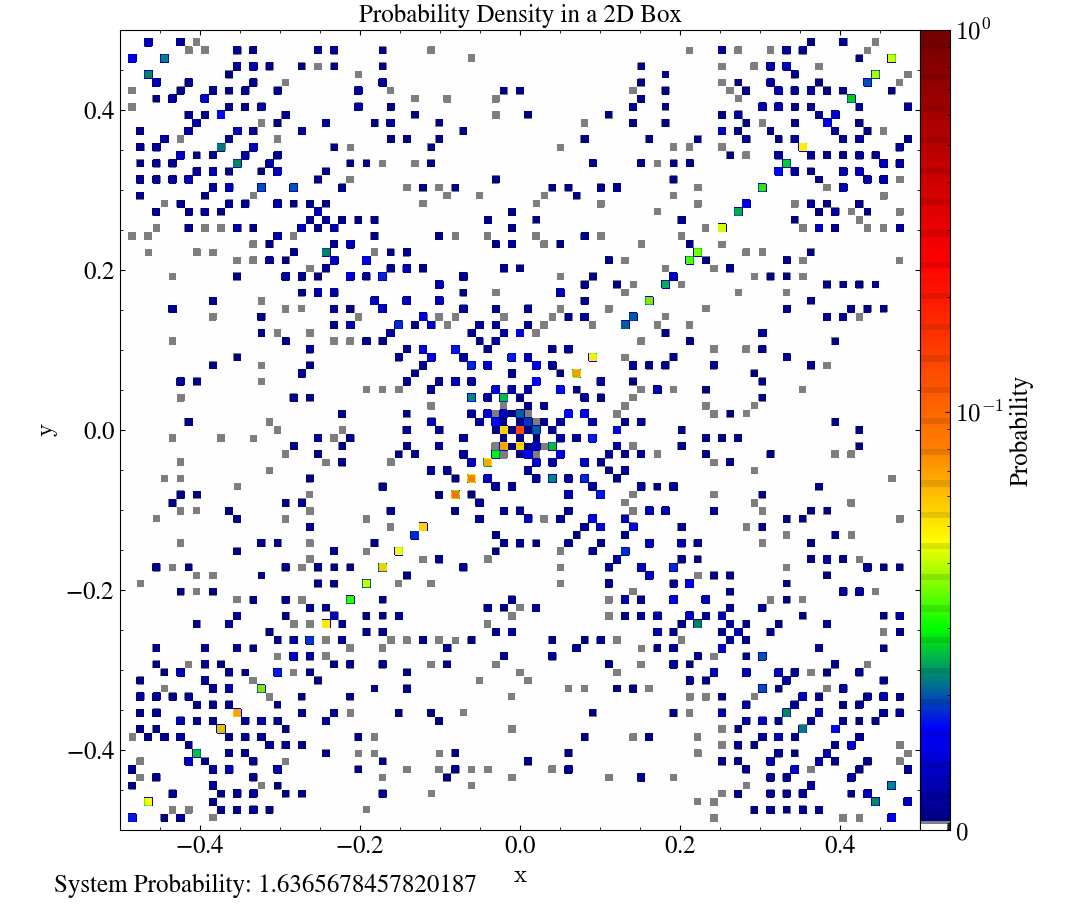 Probability Density in a 2D Box
10^0
0.4
0.2
y
0.0
10^−1
Probability
−0.2
−0.4
0
−0.4 −0.2 0.0 0.2 0.4
x
System Probability: 1.6365678457820187